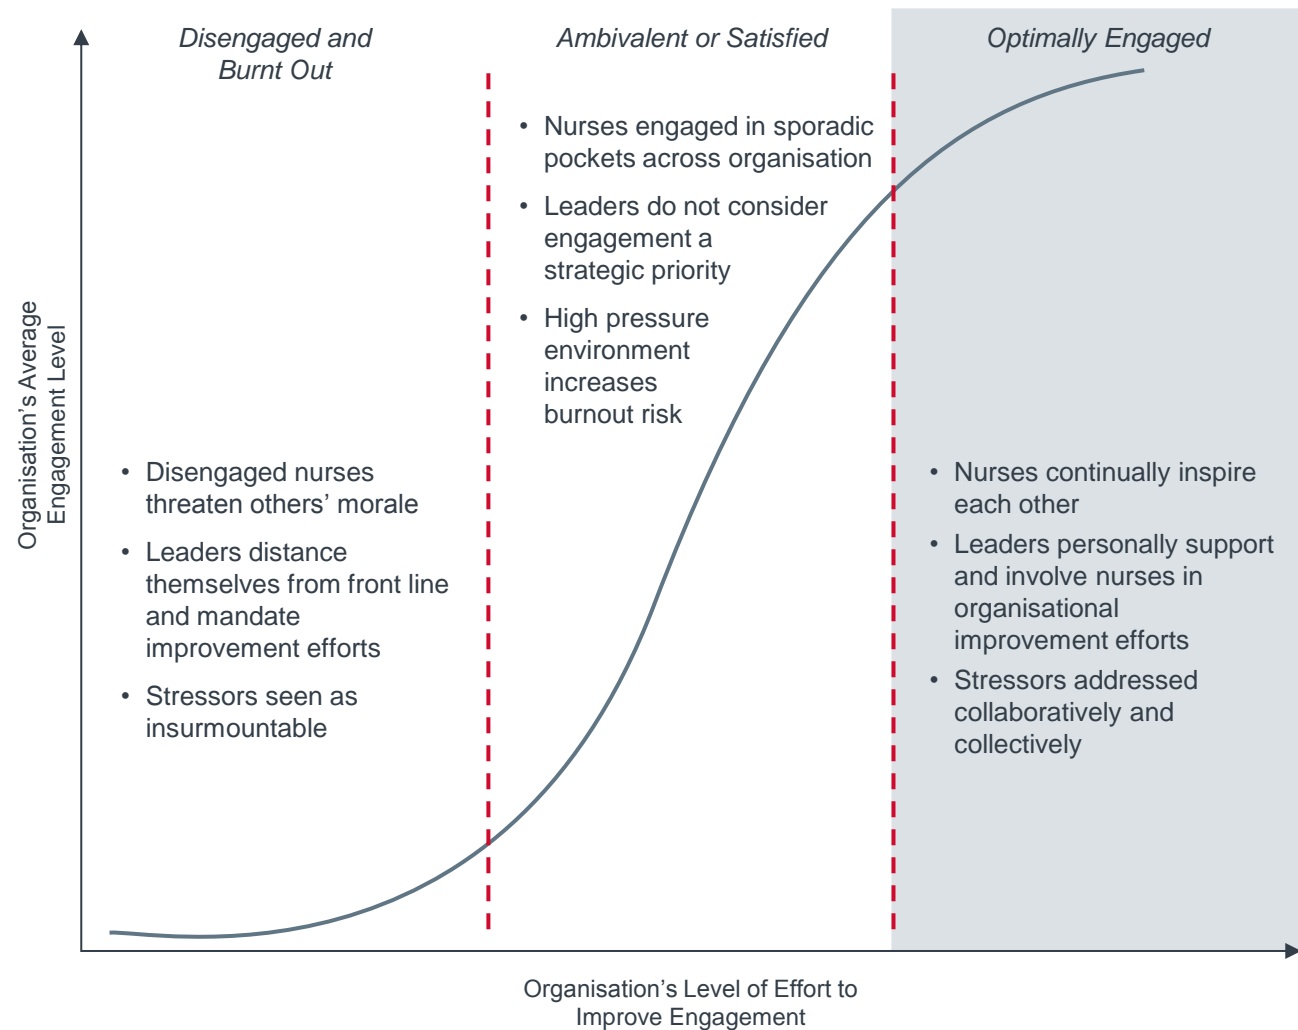 Disengaged and
Burnt Out
Ambivalent or Satisfied
Optimally Engaged
Organisation’s Average
Engagement Level
• Disengaged nurses
threaten others’ morale
• Leaders distance
themselves from front line
and mandate
improvement efforts
• Stressors seen as
insurmountable
• Nurses engaged in sporadic
pockets across organisation
• Leaders do not consider
engagement a
strategic priority
• High pressure
environment
increases
burnout risk
• Nurses continually inspire
each other
• Leaders personally support
and involve nurses in
organisational
improvement efforts
• Stressors addressed
collaboratively and
collectively
Organisation’s Level of Effort to
Improve Engagement